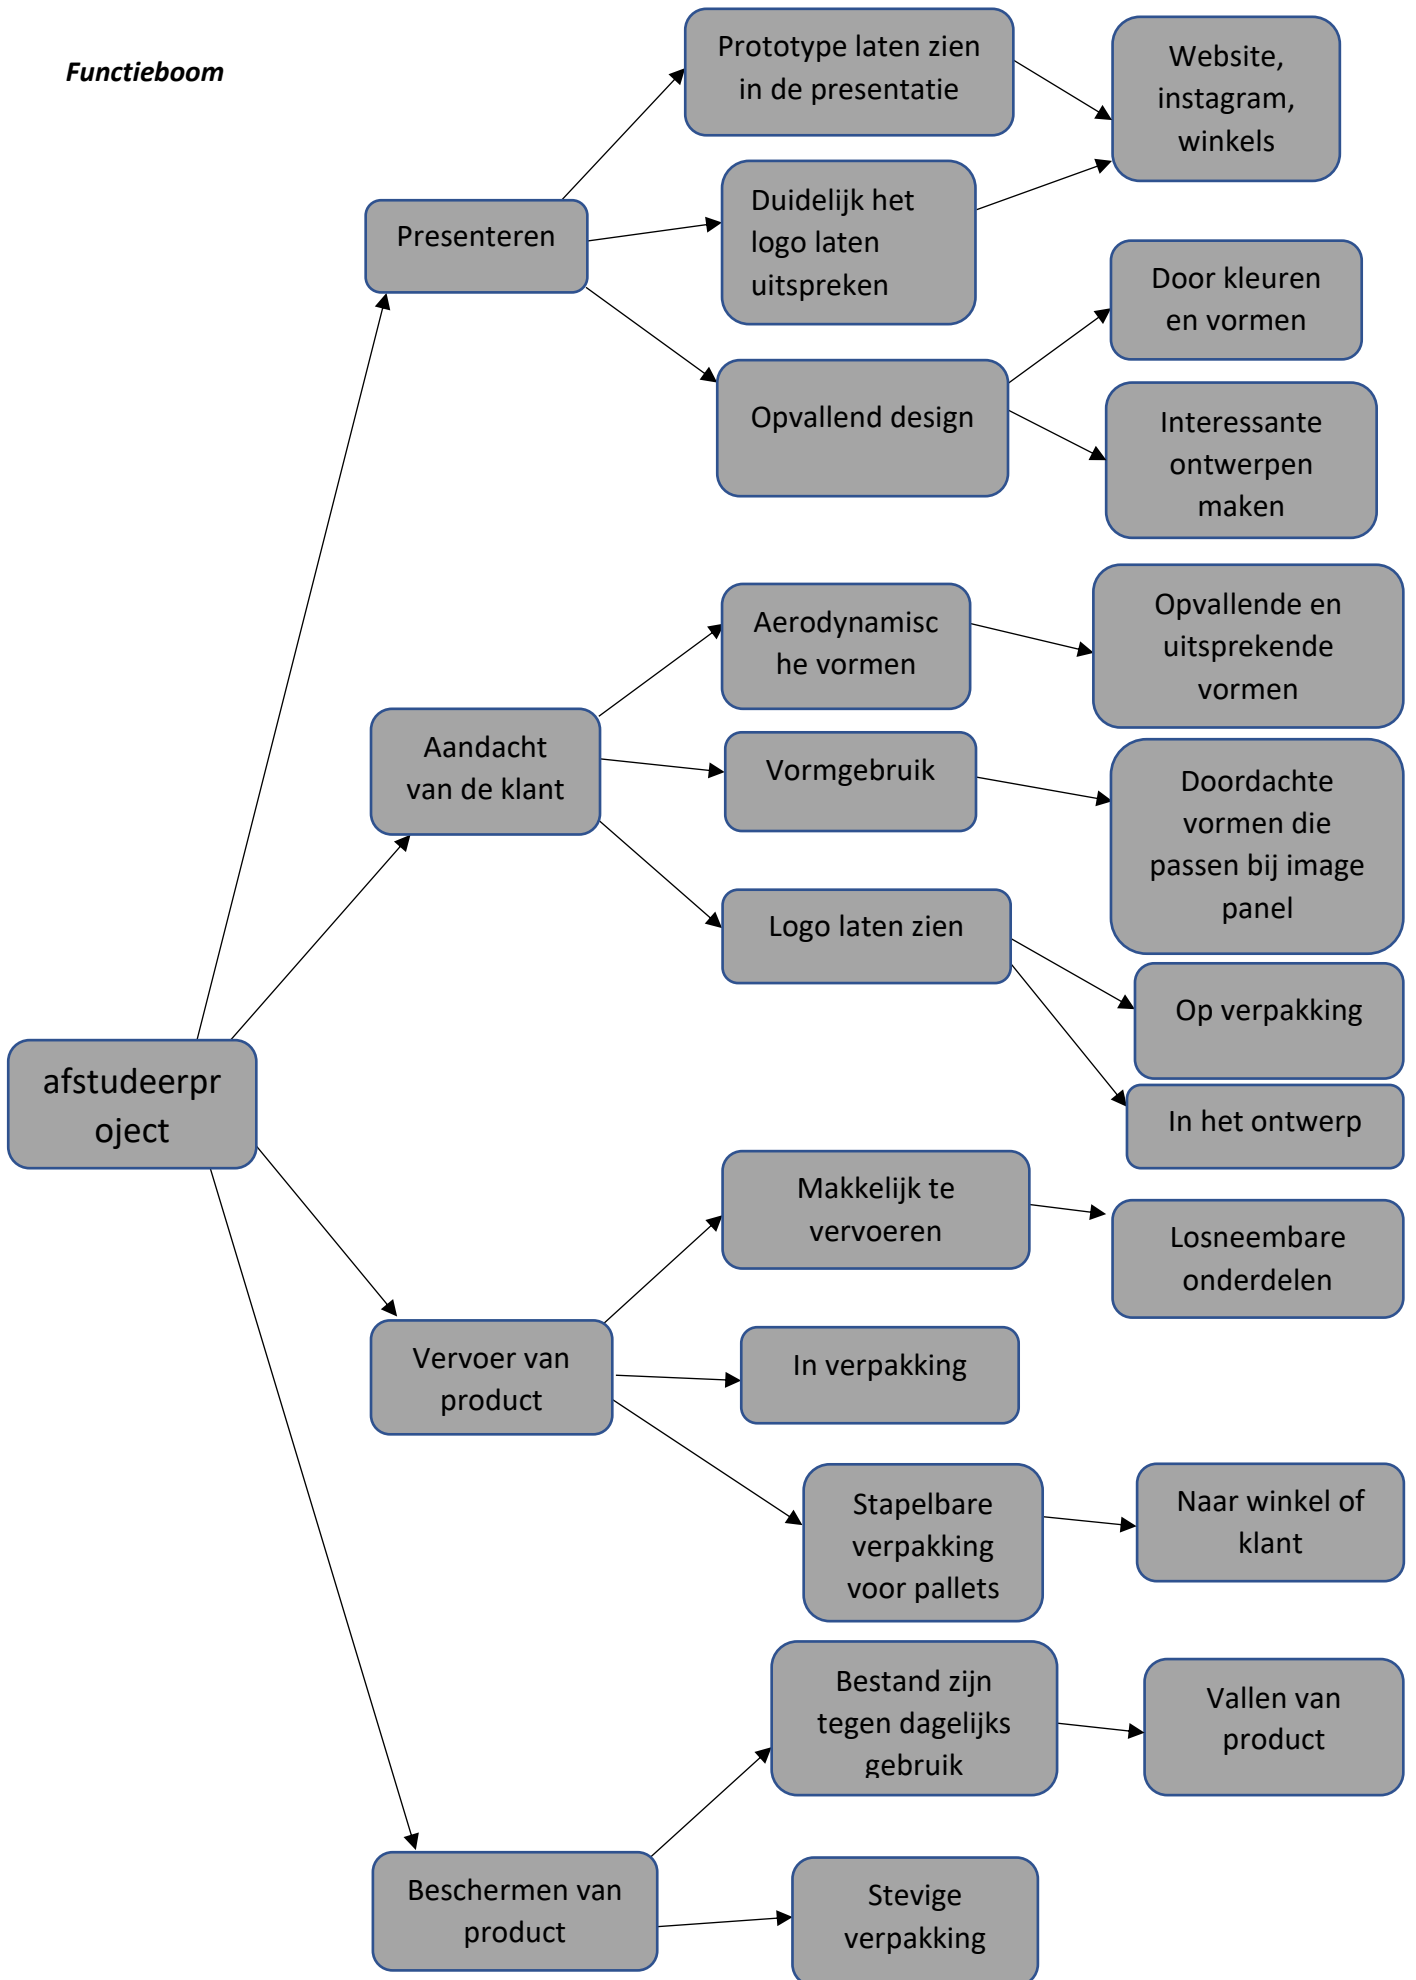 Functieboom
Prototype laten zien
in de presentatie
Website,
instagram,
winkels
Presenteren
Duidelijk het
logo laten
uitspreken
Door kleuren
en vormen
Opvallend design
Interessante
ontwerpen
maken
Aerodynamisc
he vormen
Opvallende en
uitsprekende
vormen
Aandacht
van de klant
Vormgebruik
Doordachte
vormen die
passen bij image
panel
Logo laten zien
Op verpakking
In het ontwerp
afstudeerpr
oject
Makkelijk te
vervoeren
Losneembare
onderdelen
Vervoer van
product
In verpakking
Stapelbare
verpakking
voor pallets
Naar winkel of
klant
Bestand zijn
tegen dagelijks
gebruik
Vallen van
product
Beschermen van
product
Stevige
verpakking